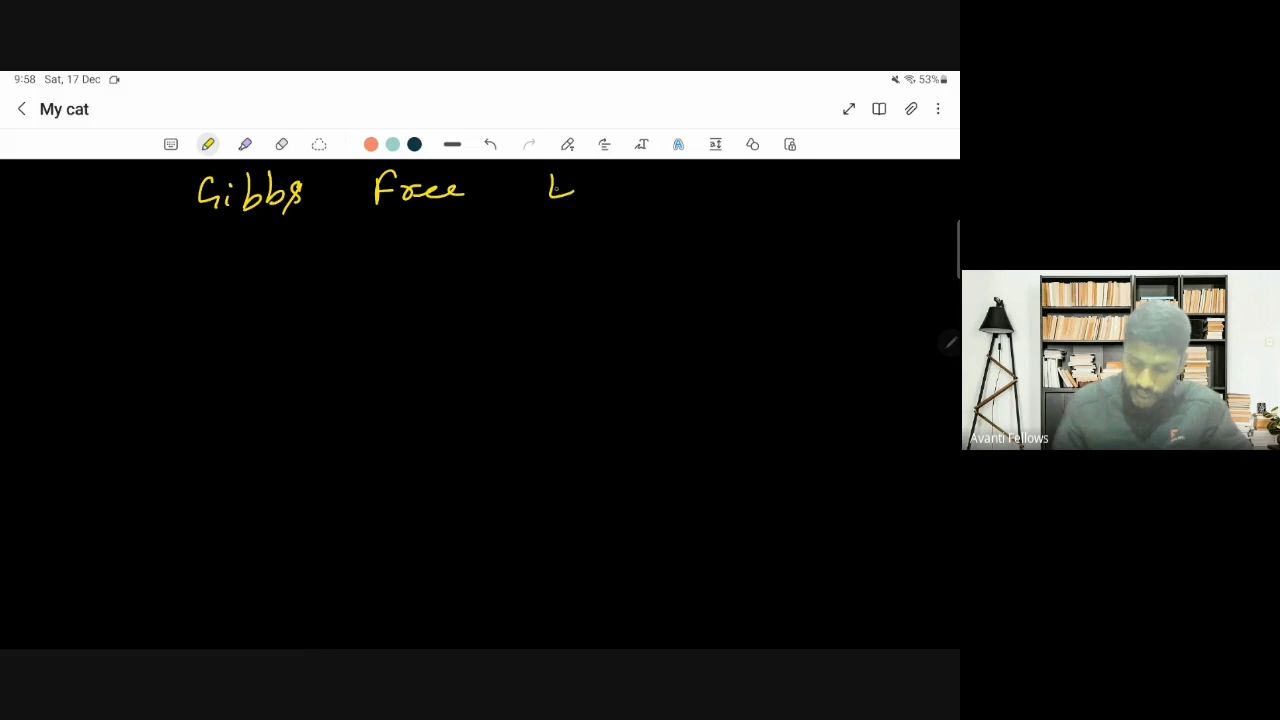 9:58 Sat, 17 Dec 53%
My cat
Gibbs Free E
Avanti Fellows